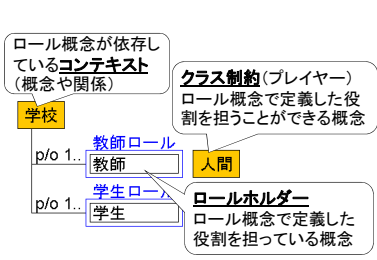 ロール概念が依存し
ているコンテキスト
(概念や関係)
クラス制約(プレイヤー)
ロール概念で定義した役
割を担うことができる概念
学校
教師ロール
p/o 1..
教師
人間
学生ロール
p/o 1..
学生
ロールホルダー
ロール概念で定義した
役割を担っている概念